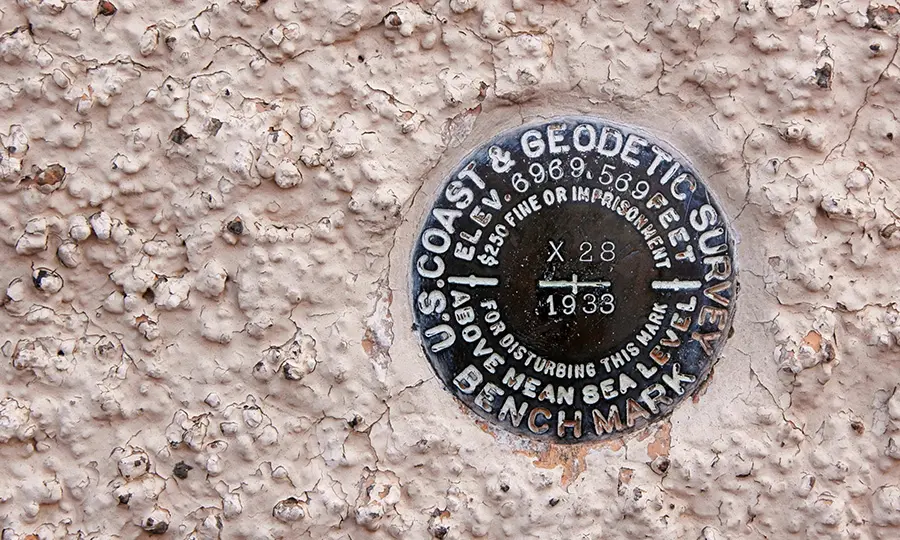 U.S. COAST & GEODETIC SURVEY
ELEV. 6969.569 FEET
$250 FINE OR IMPRISONMENT
X 28
1933
FOR DISTURBING THIS MARK
ABOVE MEAN SEA LEVEL
BENCH MARK